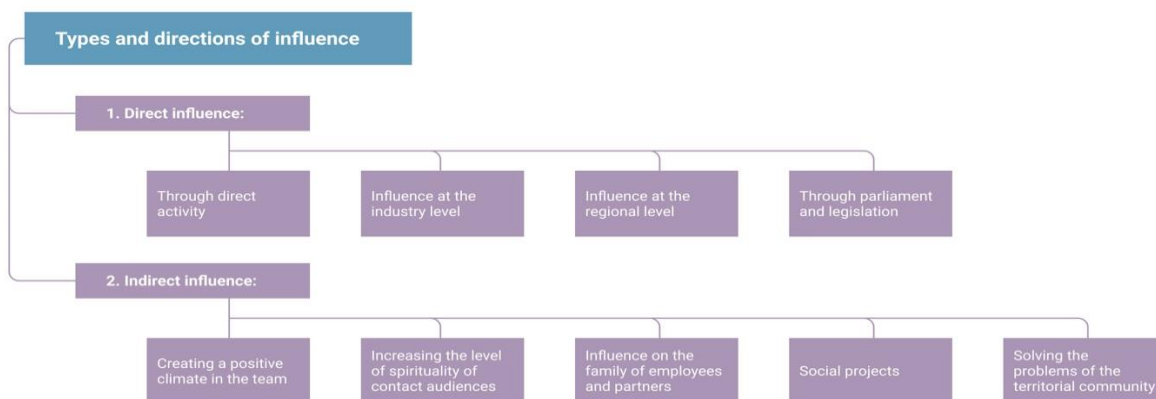 Types and directions of influence
1. Direct influence:
Through direct
activity
Influence at the
industry level
Influence at the
regional level
Through parliament
and legislation
2. Indirect influence:
Creating a positive
climate in the team
Increasing the level
of spirituality of
contact audiences
Influence on the
family of employees
and partners
Social projects
Solving the
problems of the
territorial community